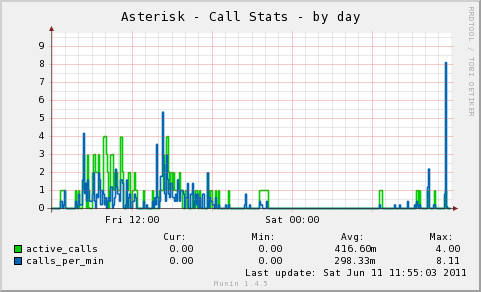 Asterisk - Call Stats - by day
RRDTOOL / TOBI OETIKER
9
8
7
6
5
4
3
2
1
0
Fri 12:00 Sat 00:00
Cur: Min: Avg: Max:
active_calls 0.00 0.00 416.60m 4.00
calls_per_min 0.00 0.00 298.33m 8.11
Last update: Sat Jun 11 11:55:03 2011
Munin 1.4.5